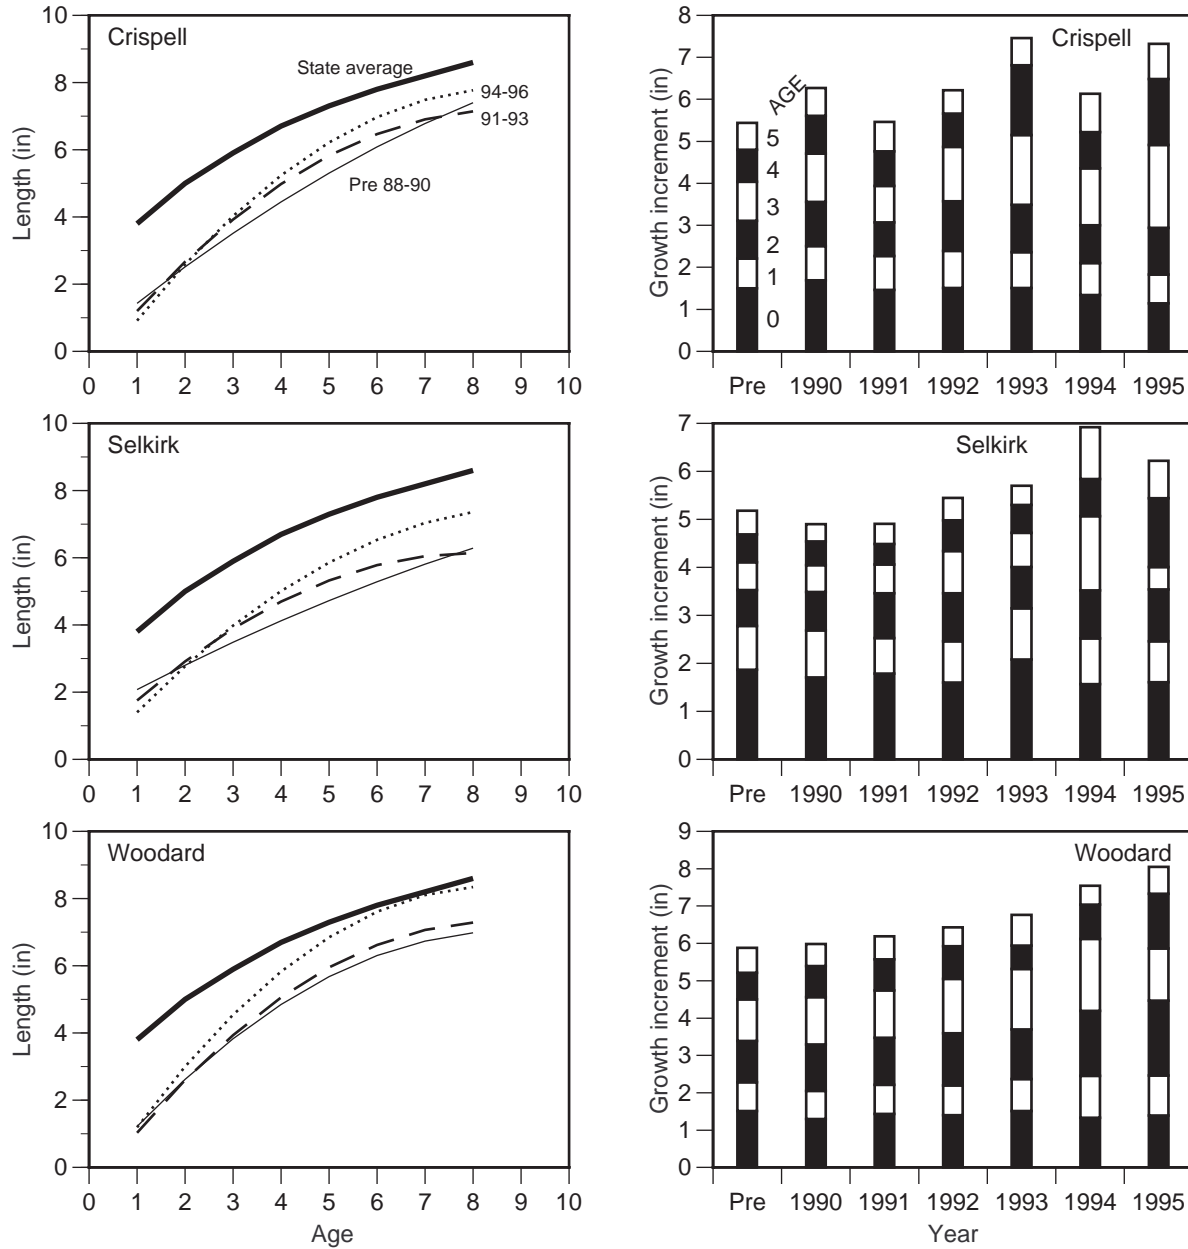 10
8
6
4
2
0
Length (in)
Crispell
State average
94-96
91-93
Pre 88-90
0 1 2 3 4 5 6 7 8 9 10
8
7
6
5
4
3
2
1
0
Growth increment (in)
Crispell
AGE
5
4
3
2
1
0
Pre 1990 1991 1992 1993 1994 1995
10
8
6
4
2
0
Length (in)
Selkirk
0 1 2 3 4 5 6 7 8 9 10
7
6
5
4
3
2
1
0
Growth increment (in)
Selkirk
Pre 1990 1991 1992 1993 1994 1995
10
8
6
4
2
0
Length (in)
Woodard
0 1 2 3 4 5 6 7 8 9 10
Age
9
8
7
6
5
4
3
2
1
0
Growth increment (in)
Woodard
Pre 1990 1991 1992 1993 1994 1995
Year